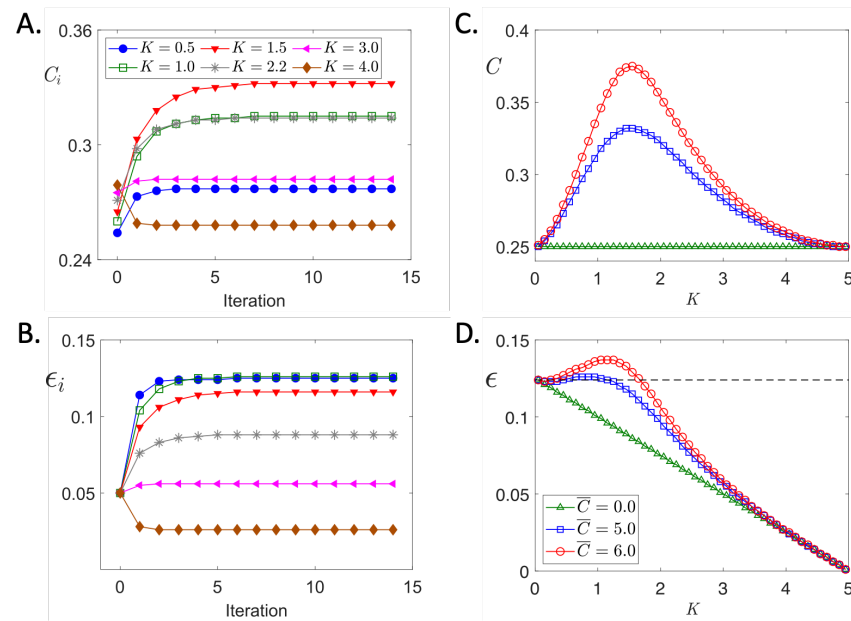 A.
0.36
C_i
K = 0.5
K = 1.5
K = 3.0
K = 1.0
K = 2.2
K = 4.0
0.3
0.24
0
5
10
15
Iteration
C.
0.4
C
0.35
0.3
0.25
0
1
2
3
4
5
K
B.
0.15
ϵ_i
0.1
0.05
0
5
10
15
Iteration
D.
0.15
ϵ
0.1
0.05
0
C̅ = 0.0
C̅ = 5.0
C̅ = 6.0
0
1
2
3
4
5
K